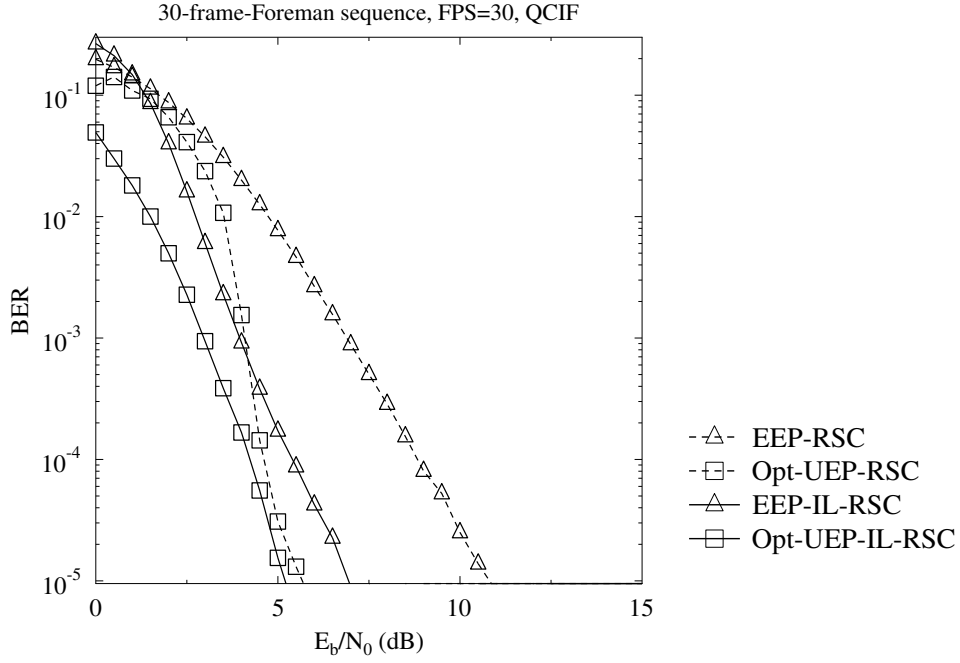 30-frame-Foreman sequence, FPS=30, QCIF
BER
10^-1
10^-2
10^-3
10^-4
10^-5
0 5 10 15
E_b/N_0 (dB)
EEP-RSC
Opt-UEP-RSC
EEP-IL-RSC
Opt-UEP-IL-RSC